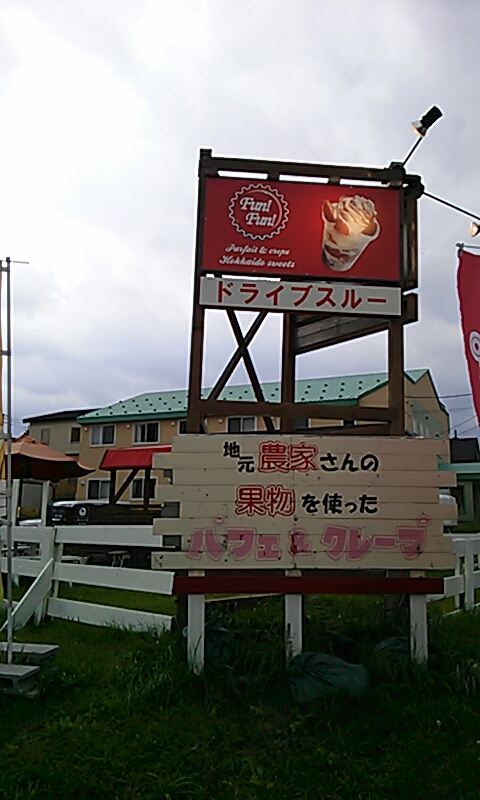 Fun!
Fun!
Parfait & crepe
Hokkaido sweets
ドライブスルー
地元農家さんの
果物を使った
パフェ&クレープ